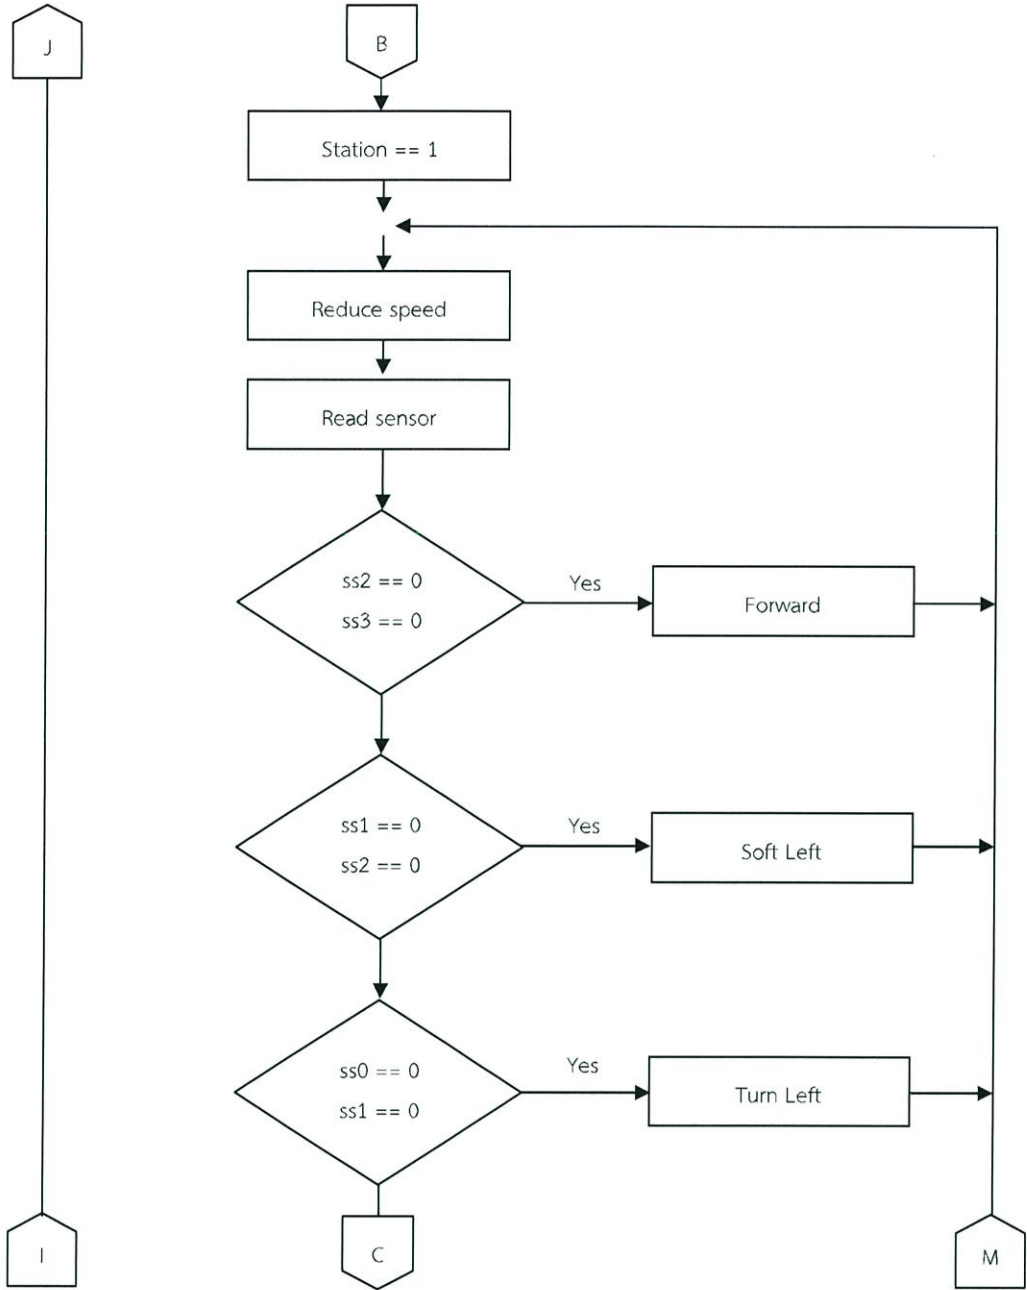 J
B
Station == 1
Reduce speed
Read sensor
ss2 == 0
ss3 == 0
Yes
Forward
ss1 == 0
ss2 == 0
Yes
Soft Left
ss0 == 0
ss1 == 0
Yes
Turn Left
I
C
M